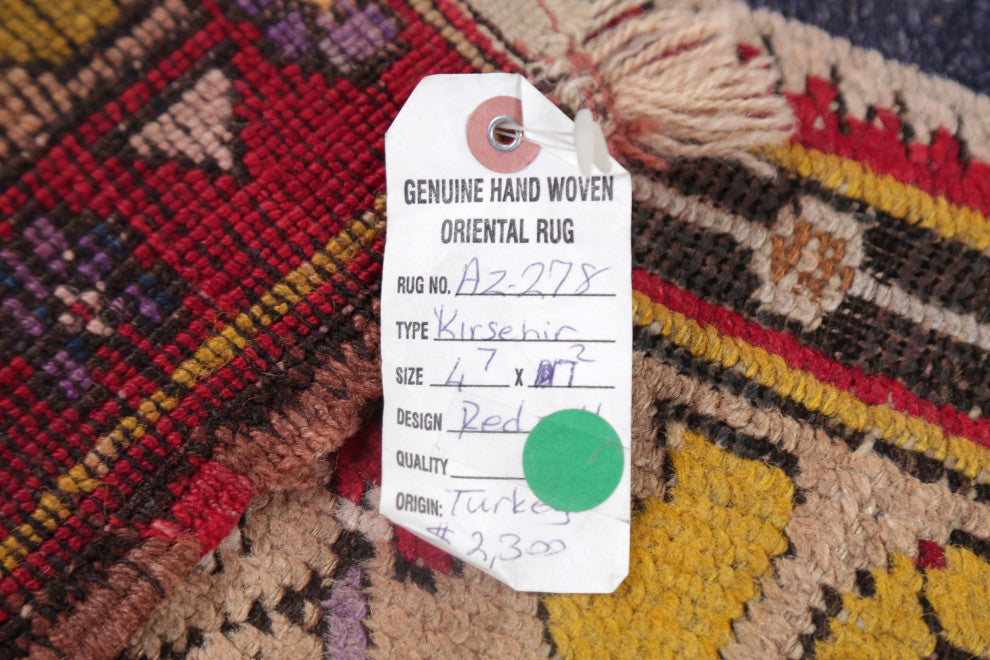 GENUINE HAND WOVEN
ORIENTAL RUG
RUG NO. Az-278
TYPE Kirsehir
SIZE 4 7 X 2
DESIGN Red
QUALITY
ORIGIN: Turkey
$ 2,300